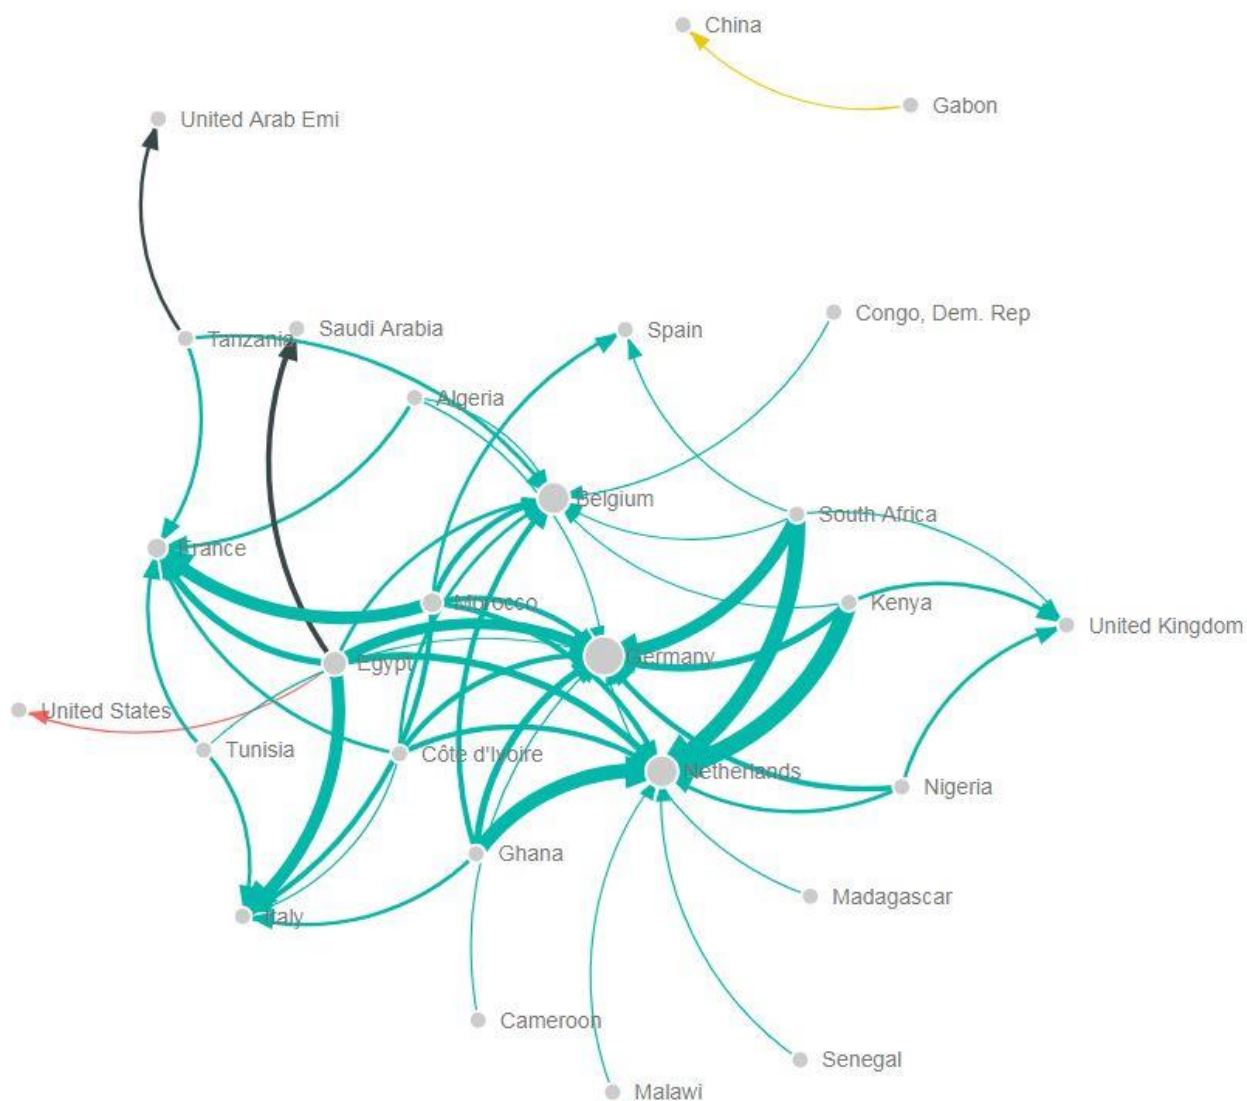 China
Gabon
United Arab Emi
Congo, Dem. Rep
Tanzania
Saudi Arabia
Spain
Algeria
Belgium
South Africa
France
Morocco
Kenya
United Kingdom
Egypt
Germany
United States
Tunisia
Côte d'Ivoire
Netherlands
Nigeria
Ghana
Madagascar
Italy
Cameroon
Senegal
Malawi